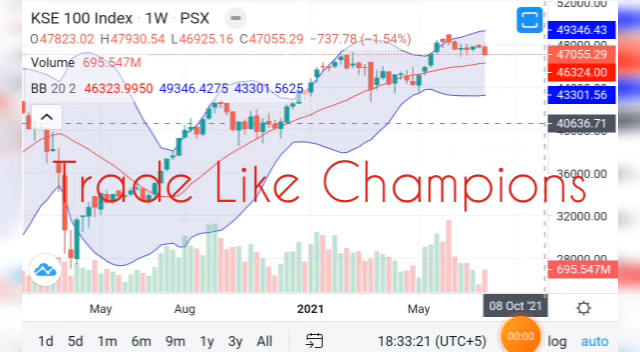 KSE 100 Index · 1W · PSX
O47823.02 H47930.54 L46925.16 C47055.29 −737.78 (−1.54%)
Volume 695.547M
BB 20 2 46323.9950 49346.4275 43301.5625
52000.00
49346.43
48000.00
47055.29
46324.00
43301.56
40636.71
36000.00
32000.00
28000.00
695.547M
Trade Like Champions
May Aug 2021 May 08 Oct '21
1d 5d 1m 6m 9m 1y 3y All 18:33:21 (UTC+5) 00:00 log auto